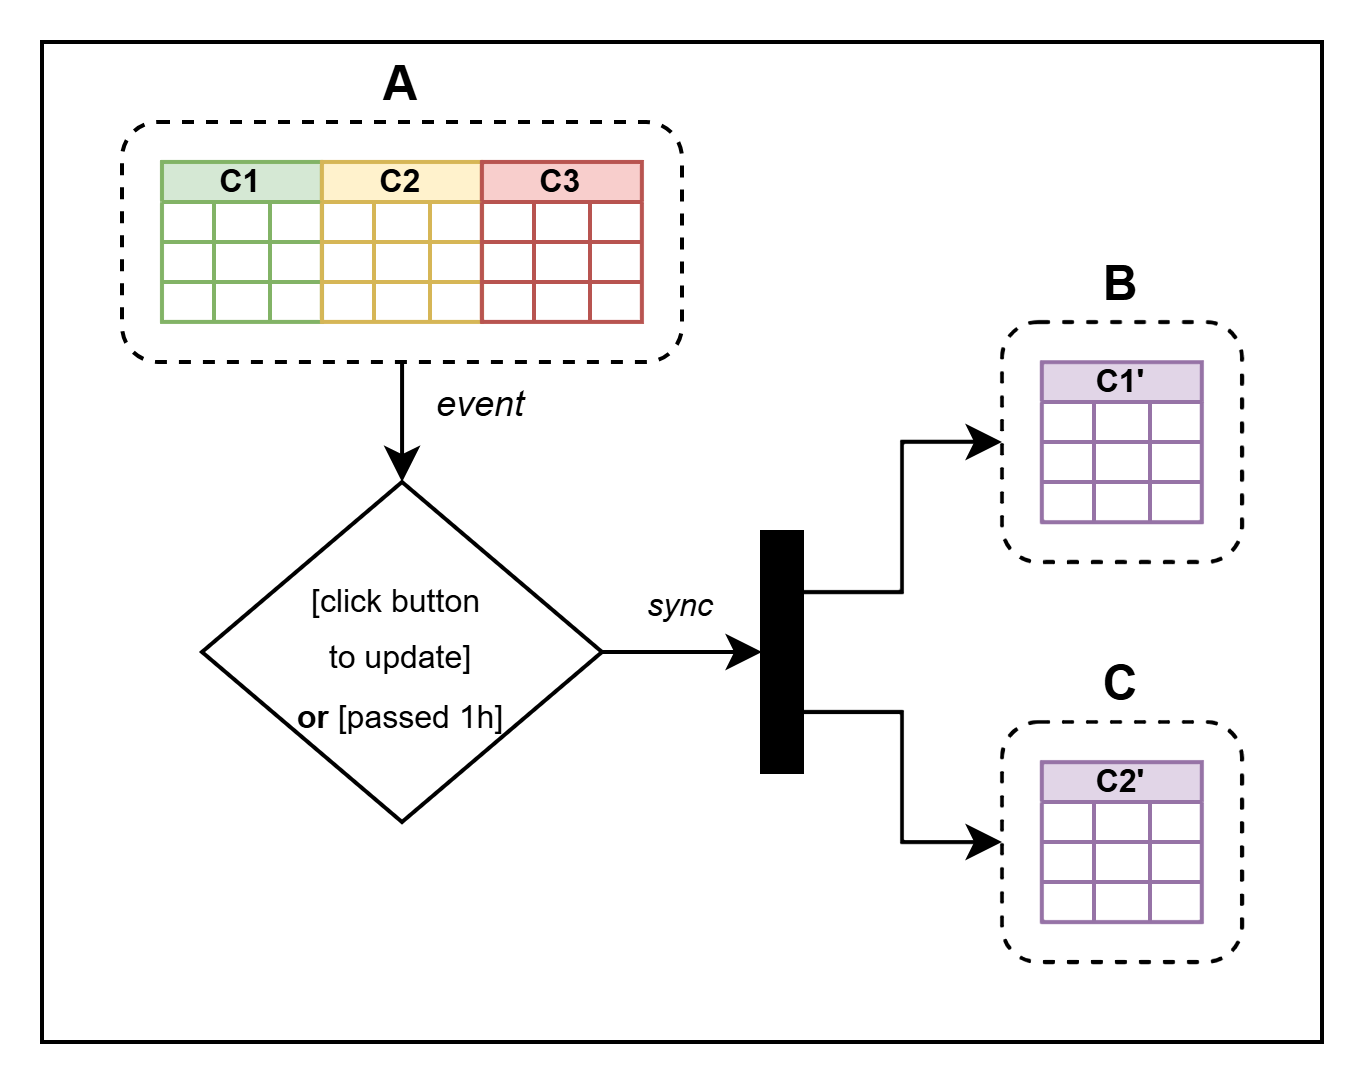 A
C1 C2 C3
event
B
C1'
[click button
to update]
or [passed 1h]
sync
C
C2'